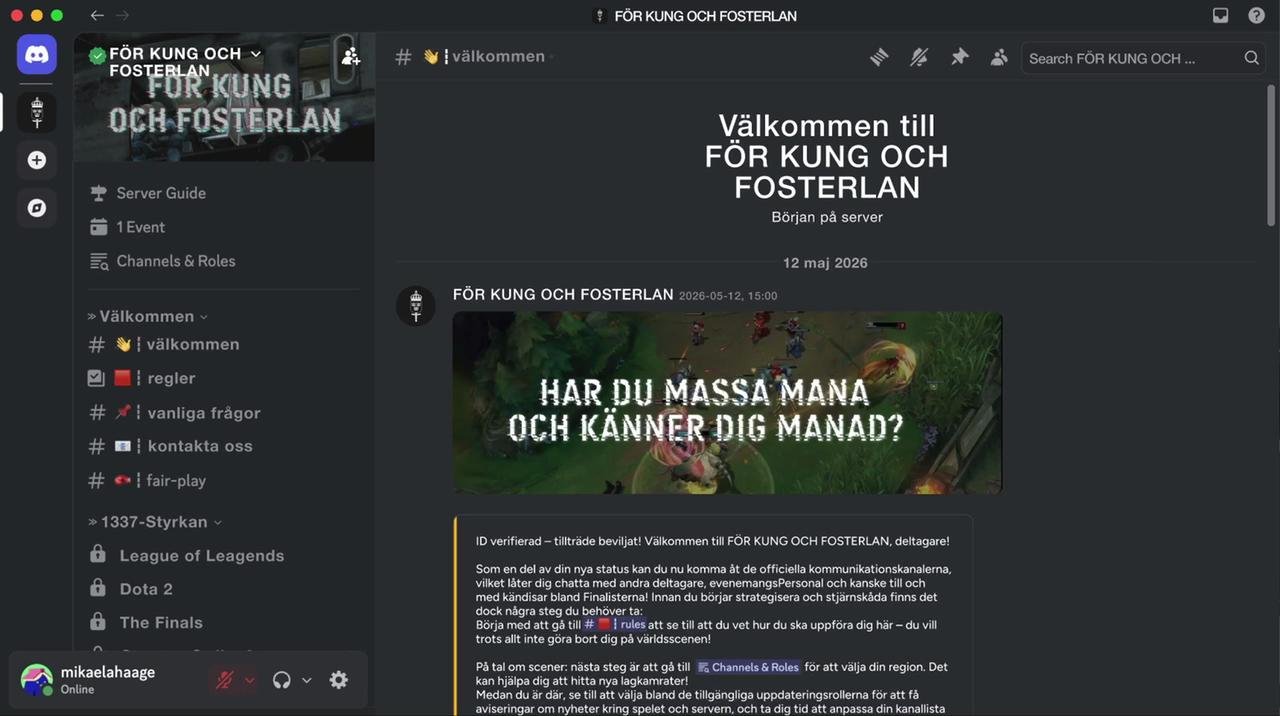 FÖR KUNG OCH FOSTERLAN
FÖR KUNG OCH
FOSTERLAN
FÖR KUNG
OCH FOSTERLAN
Server Guide
1 Event
Channels & Roles
Välkommen
# 👋 ¦ välkommen
🟥 ¦ regler
# 📌 ¦ vanliga frågor
# 📧 ¦ kontakta oss
# ¦ fair-play
1337-Styrkan
League of Leagends
Dota 2
The Finals
mikaelahaage
Online
# 👋 ¦ välkommen
Search FÖR KUNG OCH ...
Välkommen till
FÖR KUNG OCH
FOSTERLAN
Början på server
12 maj 2026
FÖR KUNG OCH FOSTERLAN 2026-05-12, 15:00
HAR DU MASSA MANA
OCH KÄNNER DIG MANAD?
ID verifierad – tillträde beviljat! Välkommen till FÖR KUNG OCH FOSTERLAN, deltagare!
Som en del av din nya status kan du nu komma åt de officiella kommunikationskanalerna,
vilket låter dig chatta med andra deltagare, evenemangsPersonal och kanske till och
med kändisar bland Finalisterna! Innan du börjar strategisera och stjärnskåda finns det
dock några steg du behöver ta:
Börja med att gå till # 🟥 ¦ rules att se till att du vet hur du ska uppföra dig här – du vill
trots allt inte göra bort dig på världsscenen!
På tal om scener: nästa steg är att gå till Channels & Roles för att välja din region. Det
kan hjälpa dig att hitta nya lagkamrater!
Medan du är där, se till att välja bland de tillgängliga uppdateringsrollerna för att få
aviseringar om nyheter kring spelet och servern, och ta dig tid att anpassa din kanallista